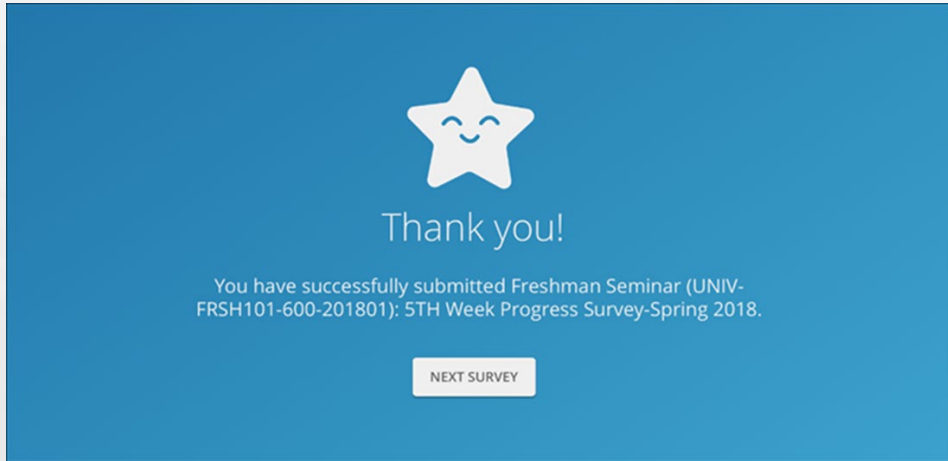 Thank you!
You have successfully submitted Freshman Seminar (UNIV-
FRSH101-600-201801): 5TH Week Progress Survey-Spring 2018.
NEXT SURVEY